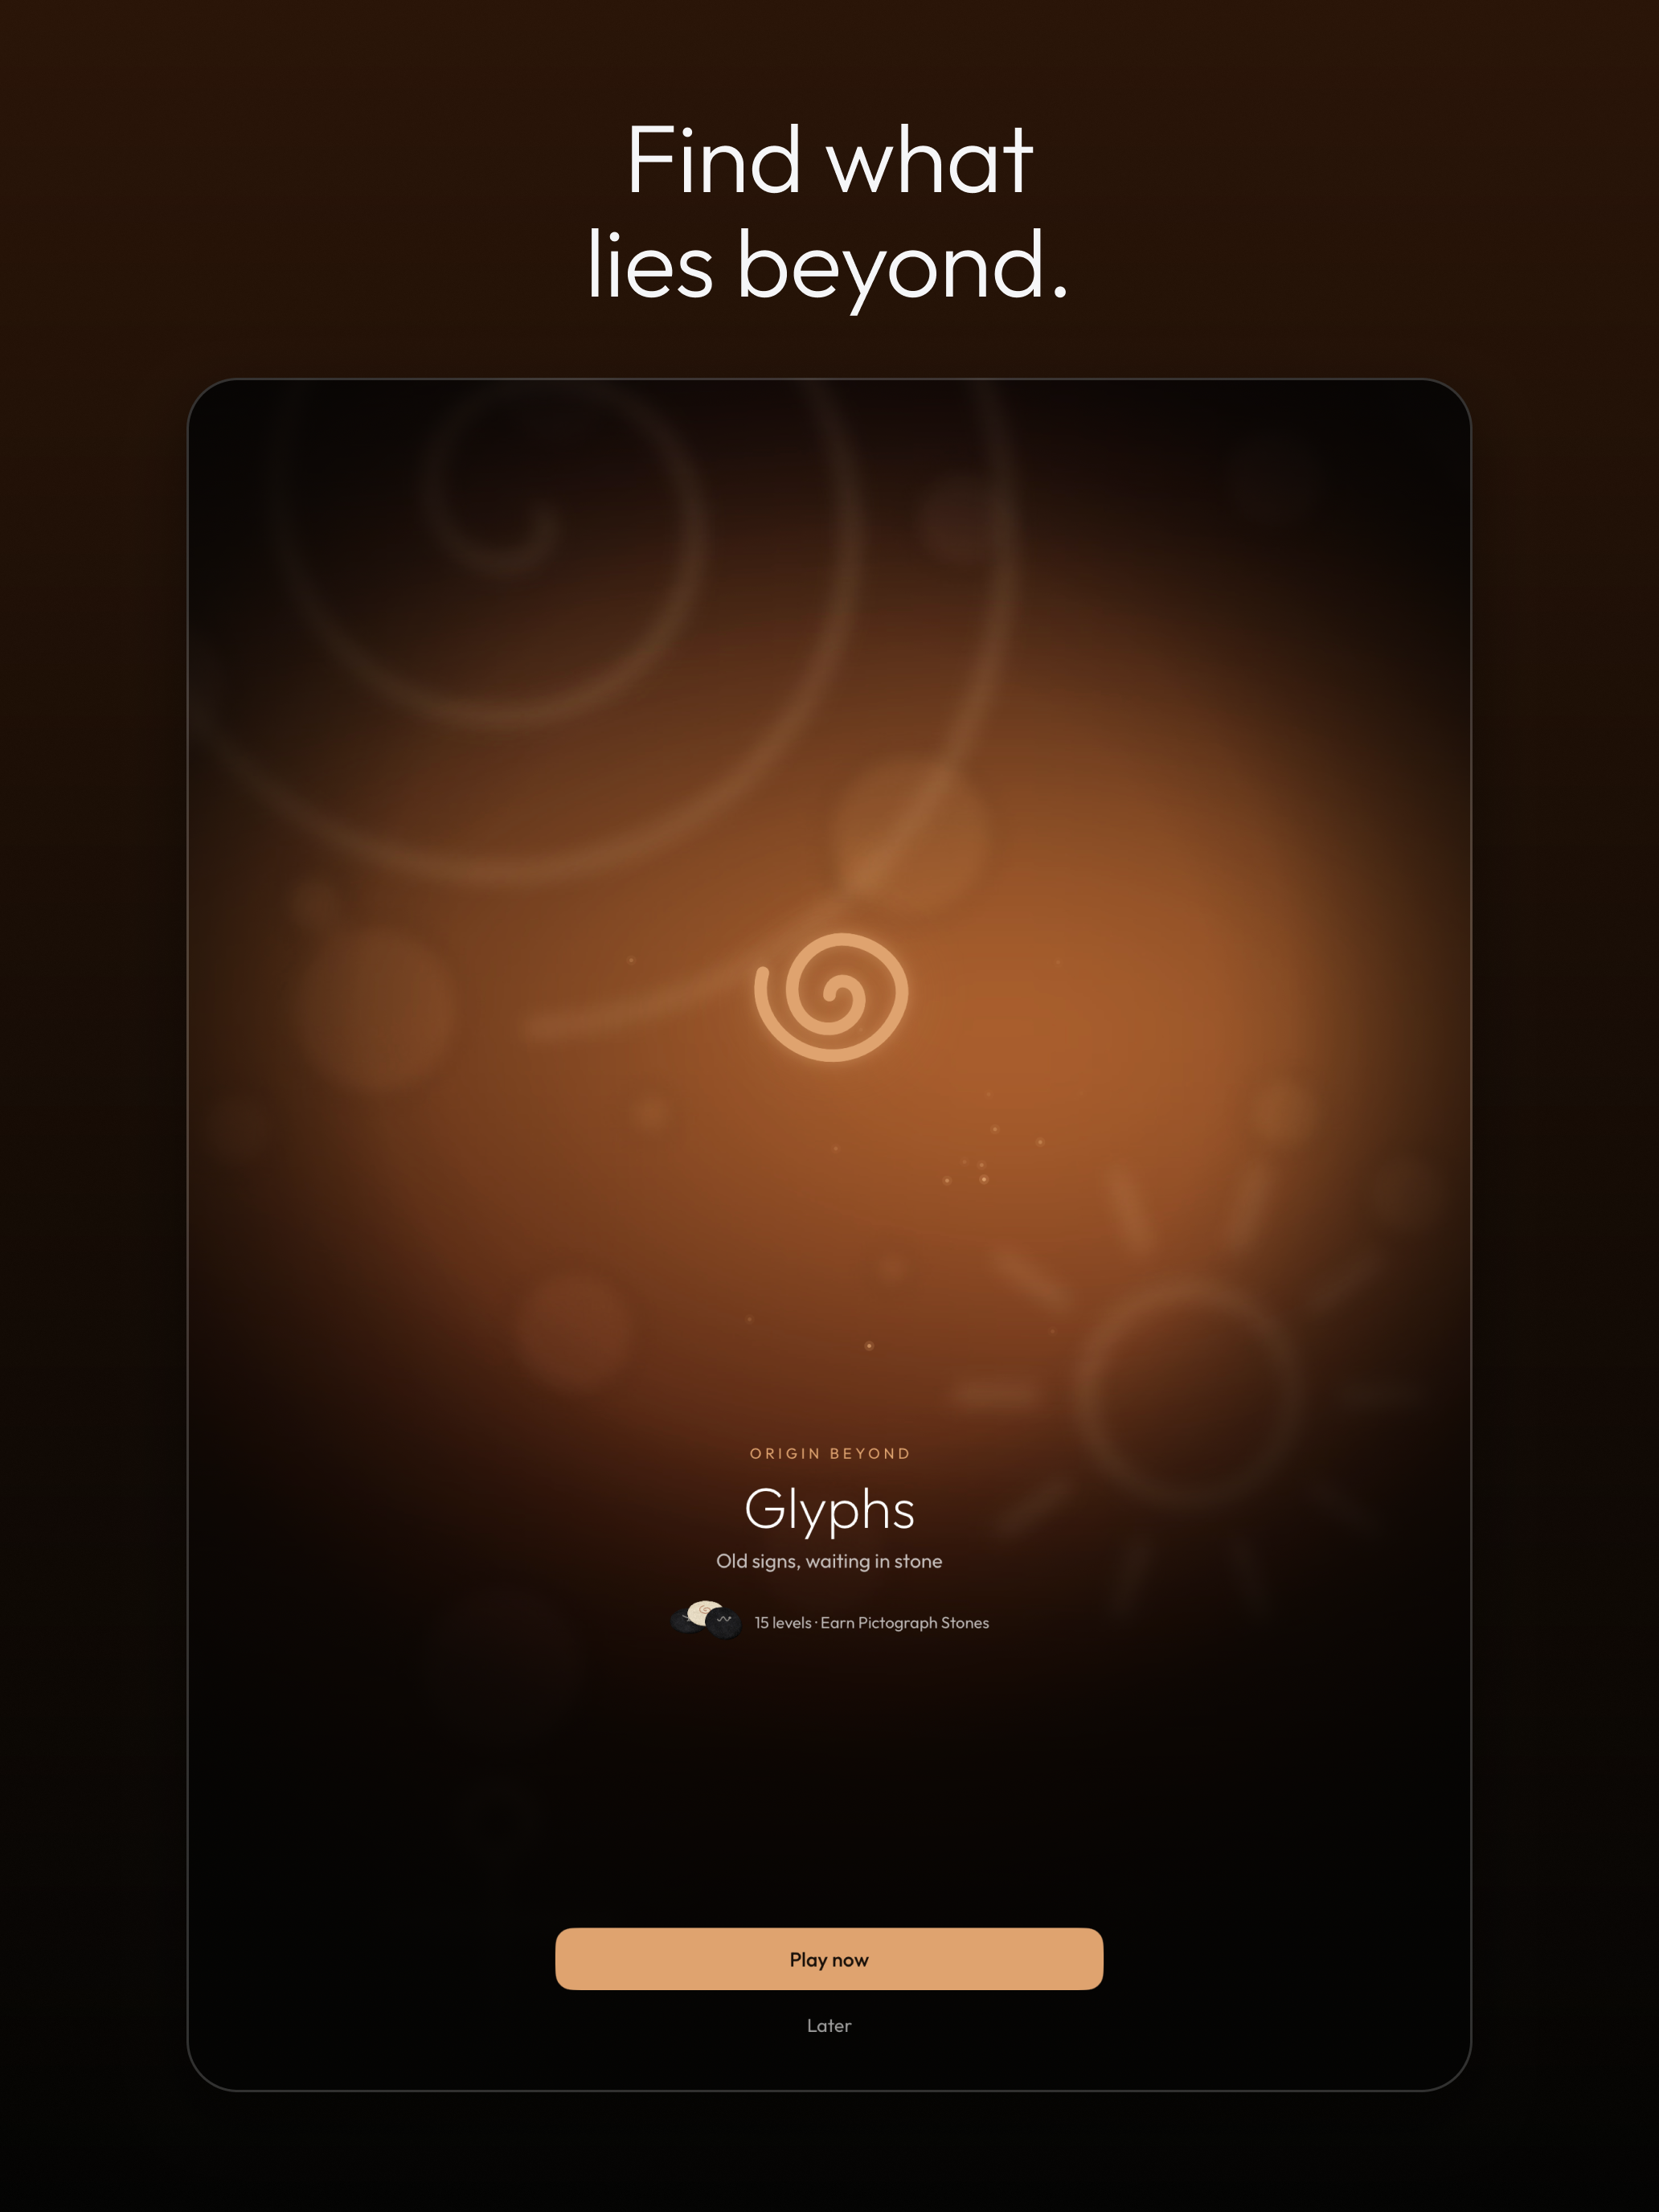 Find what
lies beyond.
ORIGIN BEYOND
Glyphs
Old signs, waiting in stone
15 levels · Earn Pictograph Stones
Play now
Later